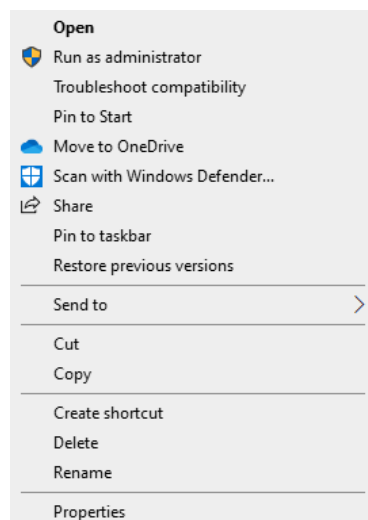 Open
Run as administrator
Troubleshoot compatibility
Pin to Start
Move to OneDrive
Scan with Windows Defender...
Share
Pin to taskbar
Restore previous versions
Send to
Cut
Copy
Create shortcut
Delete
Rename
Properties